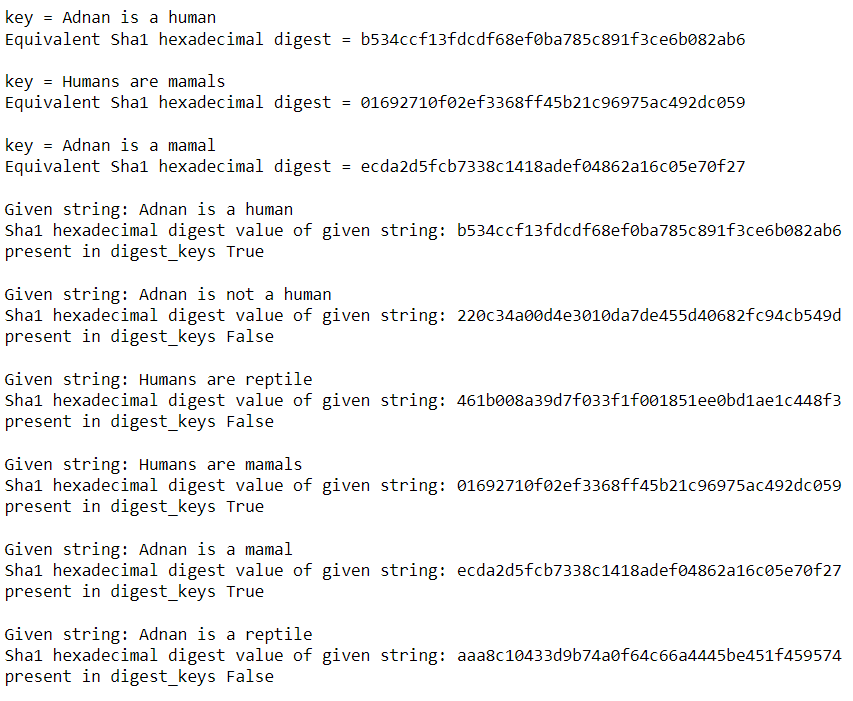 key = Adnan is a human
Equivalent Sha1 hexadecimal digest = b534ccf13fdcdf68ef0ba785c891f3ce6b082ab6
key = Humans are mamals
Equivalent Sha1 hexadecimal digest = 01692710f02ef3368ff45b21c96975ac492dc059
key = Adnan is a mamal
Equivalent Sha1 hexadecimal digest = ecda2d5fcb7338c1418adef04862a16c05e70f27
Given string: Adnan is a human
Sha1 hexadecimal digest value of given string: b534ccf13fdcdf68ef0ba785c891f3ce6b082ab6
present in digest_keys True
Given string: Adnan is not a human
Sha1 hexadecimal digest value of given string: 220c34a00d4e3010da7de455d40682fc94cb549d
present in digest_keys False
Given string: Humans are reptile
Sha1 hexadecimal digest value of given string: 461b008a39d7f033f1f001851ee0bd1ae1c448f3
present in digest_keys False
Given string: Humans are mamals
Sha1 hexadecimal digest value of given string: 01692710f02ef3368ff45b21c96975ac492dc059
present in digest_keys True
Given string: Adnan is a mamal
Sha1 hexadecimal digest value of given string: ecda2d5fcb7338c1418adef04862a16c05e70f27
present in digest_keys True
Given string: Adnan is a reptile
Sha1 hexadecimal digest value of given string: aaa8c10433d9b74a0f64c66a4445be451f459574
present in digest_keys False